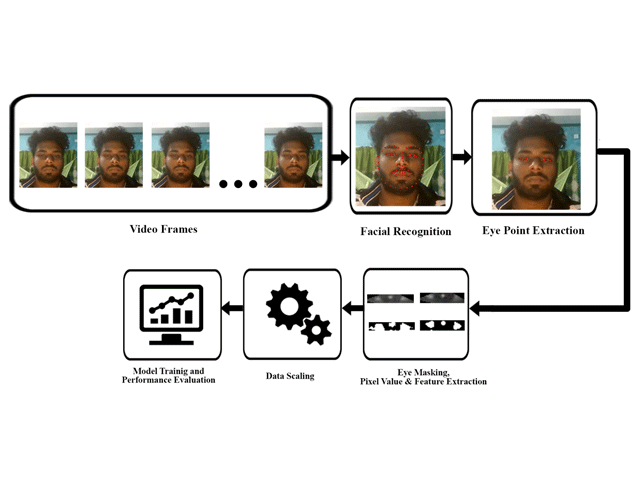 Video Frames
Facial Recognition
Eye Point Extraction
Model Trainig and
Performance Evaluation
Data Scaling
Eye Masking,
Pixel Value & Feature Extraction